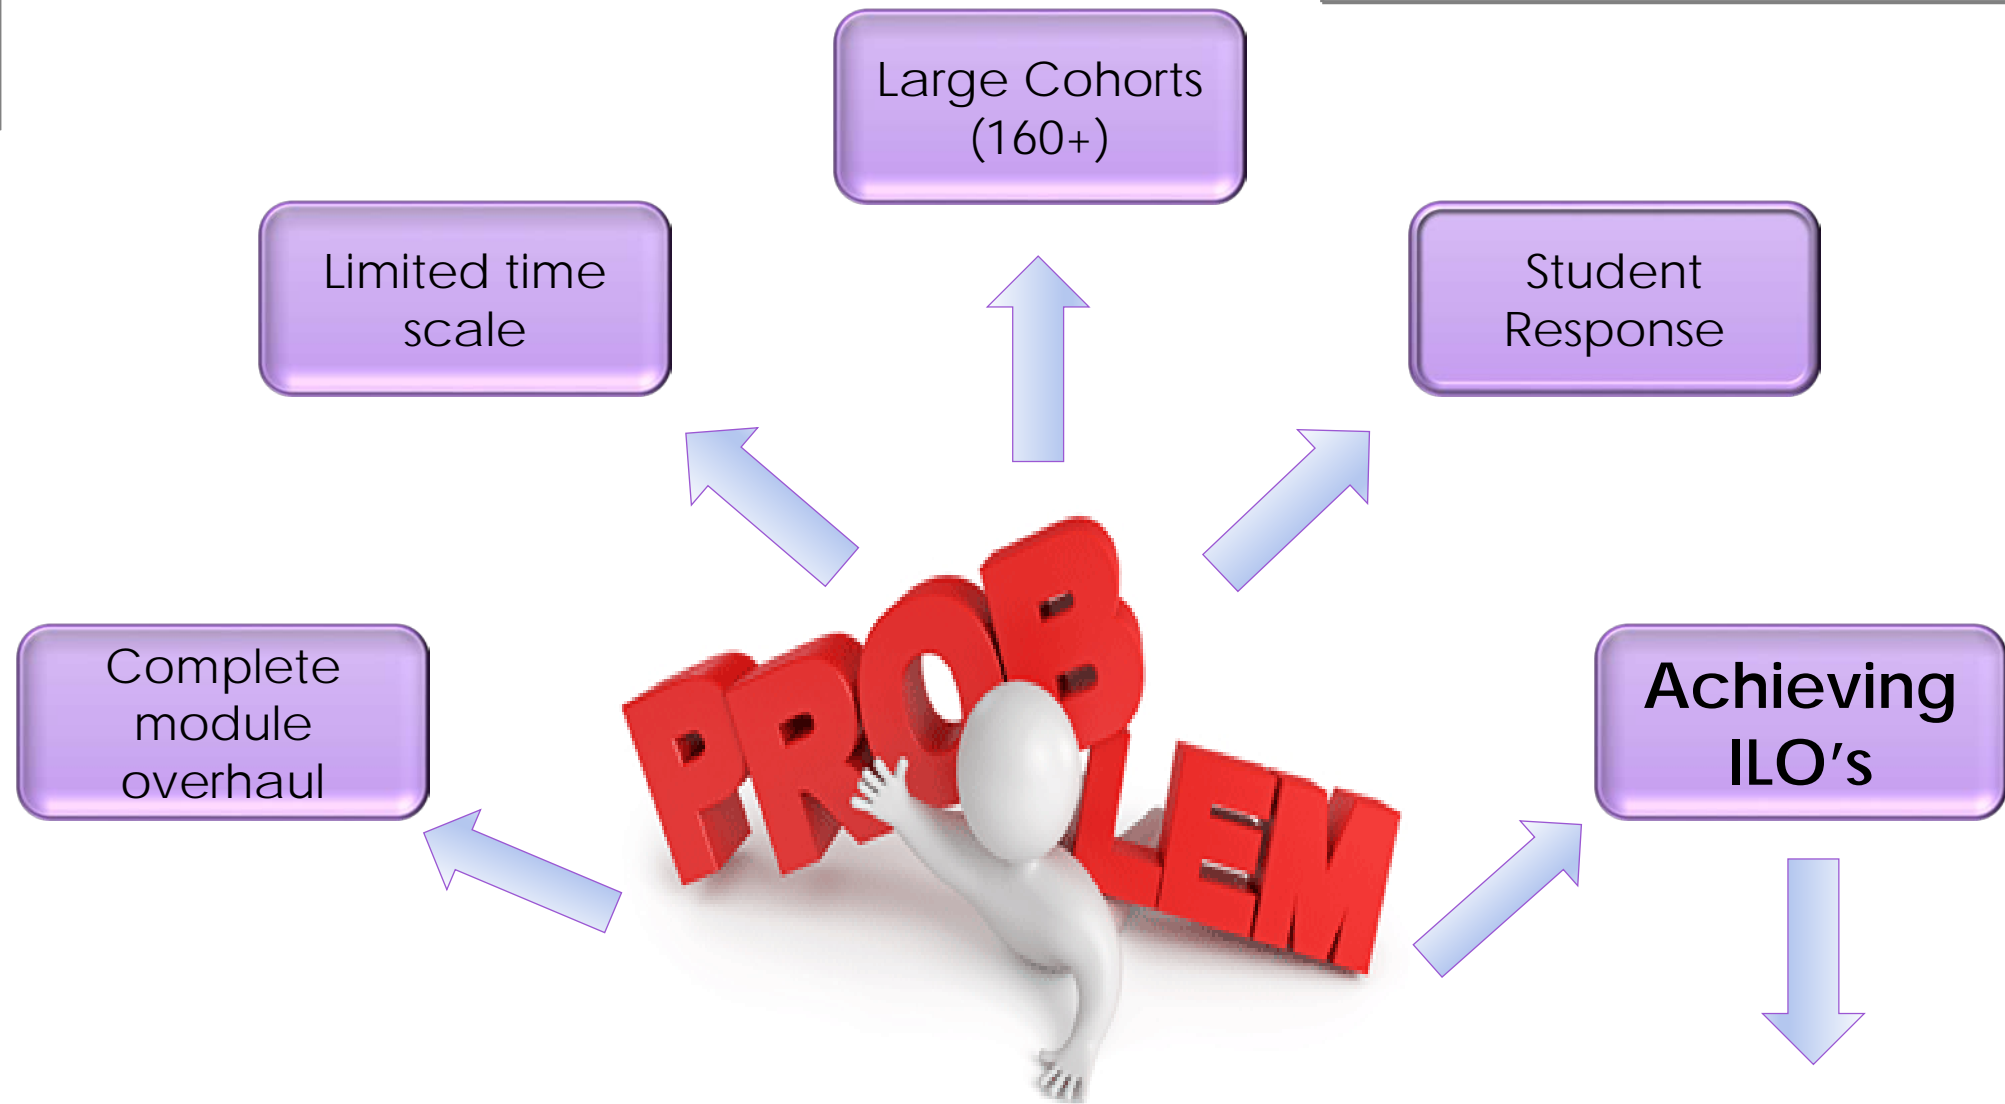 Large Cohorts
(160+)
Limited time
scale
Student
Response
Complete
module
overhaul
Achieving
ILO's
PROBLEM